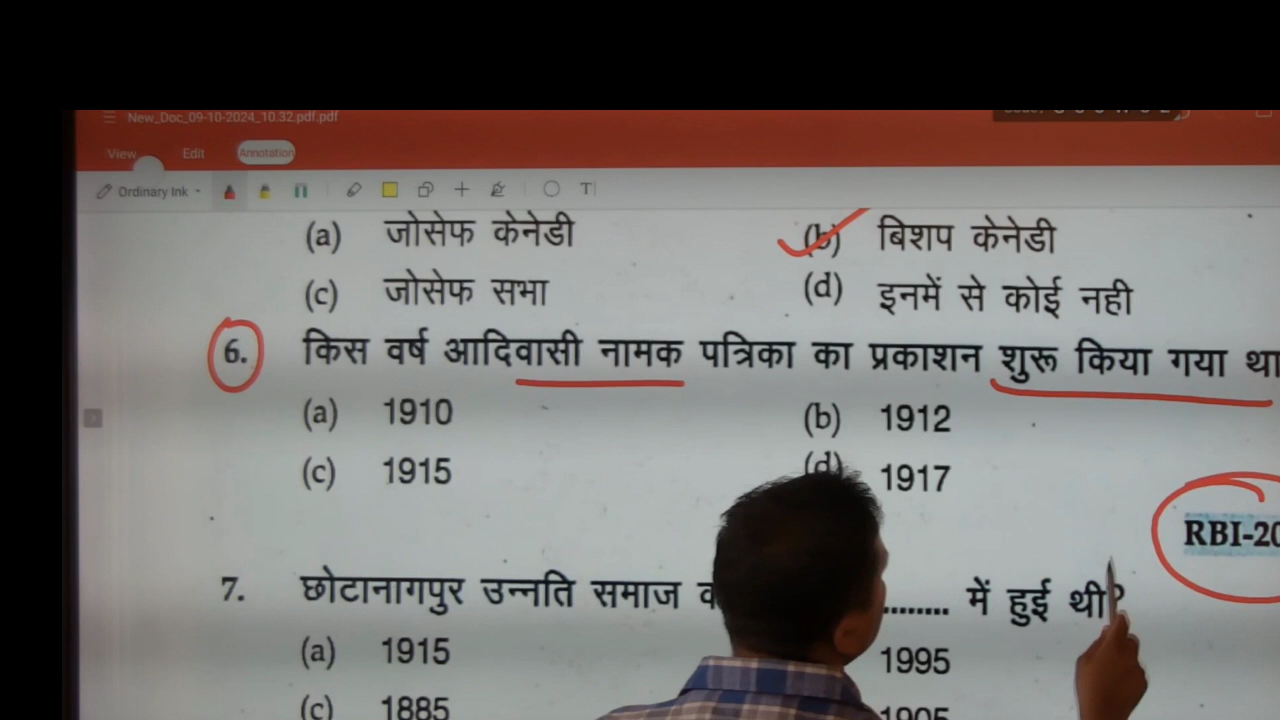 New_Doc_09-10-2024_10.32.pdf.pdf
View Edit Annotation
Ordinary Ink
(a) जोसेफ केनेडी (b) बिशप केनेडी
(c) जोसेफ सभा (d) इनमें से कोई नही
6. किस वर्ष आदिवासी नामक पत्रिका का प्रकाशन शुरू किया गया था
(a) 1910 (b) 1912
(c) 1915 (d) 1917
RBI-20
7. छोटानागपुर उन्नति समाज ........ में हुई थी?
(a) 1915 1995
(c) 1885 1905